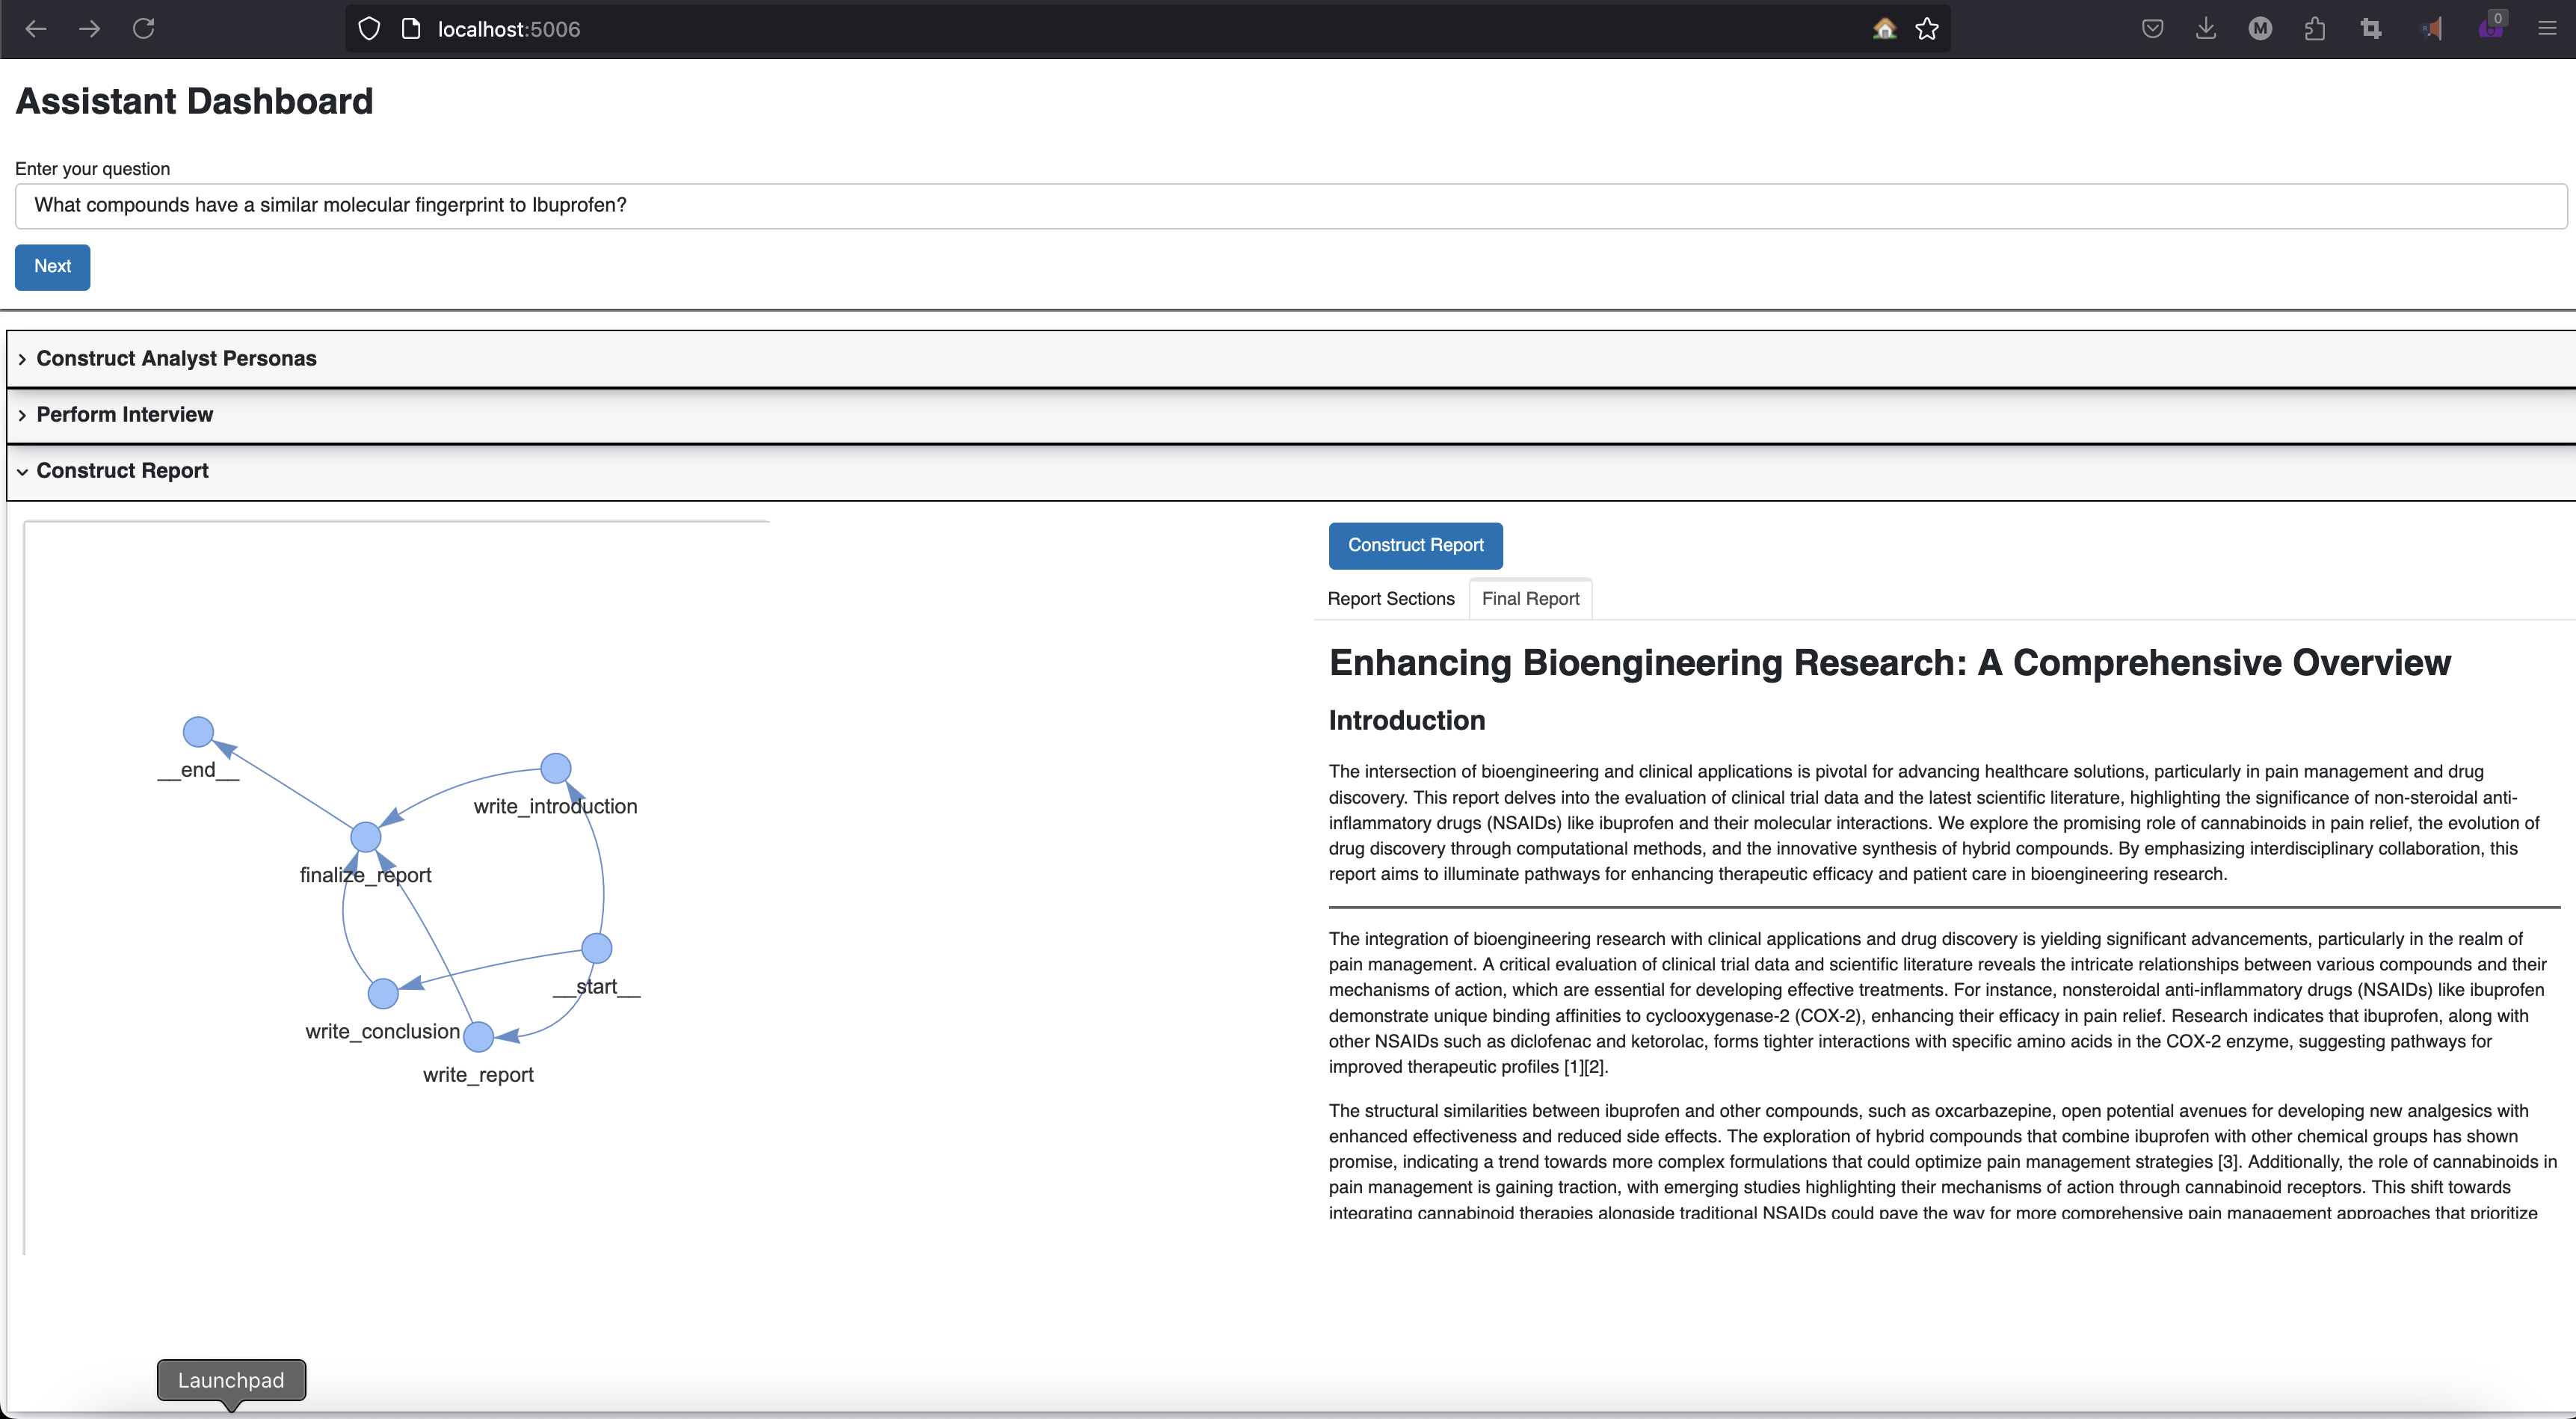 localhost:5006
M
0
Assistant Dashboard
Enter your question
What compounds have a similar molecular fingerprint to Ibuprofen?
Next
Construct Analyst Personas
Perform Interview
Construct Report
Construct Report
Report Sections
Final Report
Enhancing Bioengineering Research: A Comprehensive Overview
Introduction
The intersection of bioengineering and clinical applications is pivotal for advancing healthcare solutions, particularly in pain management and drug
discovery. This report delves into the evaluation of clinical trial data and the latest scientific literature, highlighting the significance of non-steroidal anti-
inflammatory drugs (NSAIDs) like ibuprofen and their molecular interactions. We explore the promising role of cannabinoids in pain relief, the evolution of
drug discovery through computational methods, and the innovative synthesis of hybrid compounds. By emphasizing interdisciplinary collaboration, this
report aims to illuminate pathways for enhancing therapeutic efficacy and patient care in bioengineering research.
The integration of bioengineering research with clinical applications and drug discovery is yielding significant advancements, particularly in the realm of
pain management. A critical evaluation of clinical trial data and scientific literature reveals the intricate relationships between various compounds and their
mechanisms of action, which are essential for developing effective treatments. For instance, nonsteroidal anti-inflammatory drugs (NSAIDs) like ibuprofen
demonstrate unique binding affinities to cyclooxygenase-2 (COX-2), enhancing their efficacy in pain relief. Research indicates that ibuprofen, along with
other NSAIDs such as diclofenac and ketorolac, forms tighter interactions with specific amino acids in the COX-2 enzyme, suggesting pathways for
improved therapeutic profiles [1][2].
The structural similarities between ibuprofen and other compounds, such as oxcarbazepine, open potential avenues for developing new analgesics with
enhanced effectiveness and reduced side effects. The exploration of hybrid compounds that combine ibuprofen with other chemical groups has shown
promise, indicating a trend towards more complex formulations that could optimize pain management strategies [3]. Additionally, the role of cannabinoids in
pain management is gaining traction, with emerging studies highlighting their mechanisms of action through cannabinoid receptors. This shift towards
integrating cannabinoid therapies alongside traditional NSAIDs could pave the way for more comprehensive pain management approaches that prioritize
__end__
write_introduction
finalize_report
__start__
write_conclusion
write_report
Launchpad